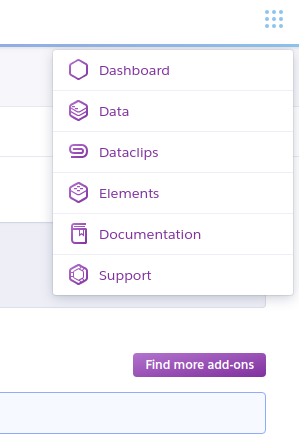 Dashboard
Data
Dataclips
Elements
Documentation
Support
Find more add-ons